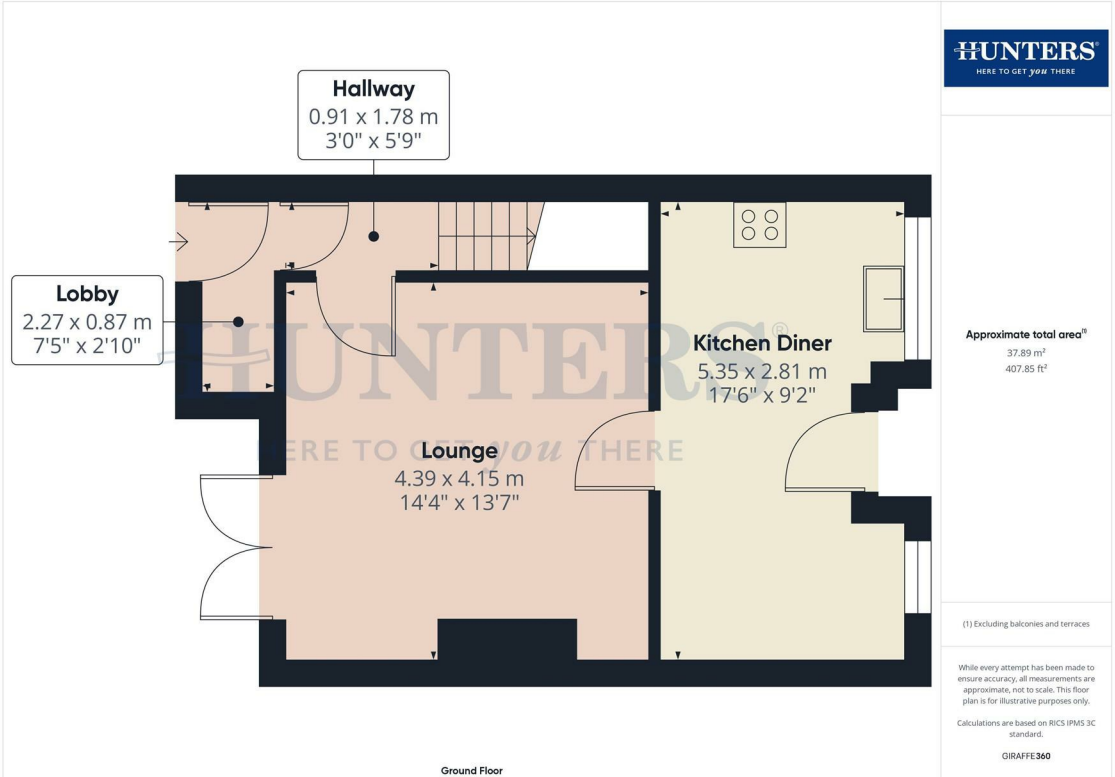 HUNTERS®
HERE TO GET you THERE
Hallway
0.91 x 1.78 m
3'0" x 5'9"
Lobby
2.27 x 0.87 m
7'5" x 2'10"
HUNTERS®
HERE TO GET you THERE
Kitchen Diner
5.35 x 2.81 m
17'6" x 9'2"
Lounge
4.39 x 4.15 m
14'4" x 13'7"
Approximate total area(1)
37.89 m²
407.85 ft²
(1) Excluding balconies and terraces
While every attempt has been made to
ensure accuracy, all measurements are
approximate, not to scale. This floor
plan is for illustrative purposes only.
Calculations are based on RICS IPMS 3C
standard.
GIRAFFE360
Ground Floor